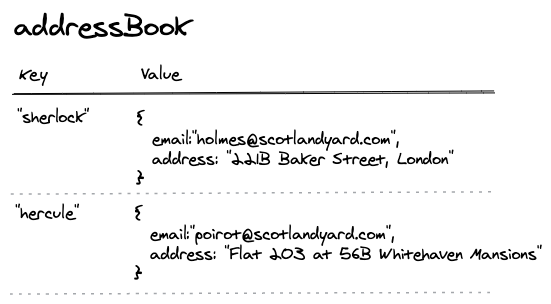 addressBook
Key Value
"sherlock" {
email:"holmes@scotlandyard.com",
address: "221B Baker Street, London"
}
"hercule" {
email:"poirot@scotlandyard.com",
address: "Flat 203 at 56B Whitehaven Mansions"
}